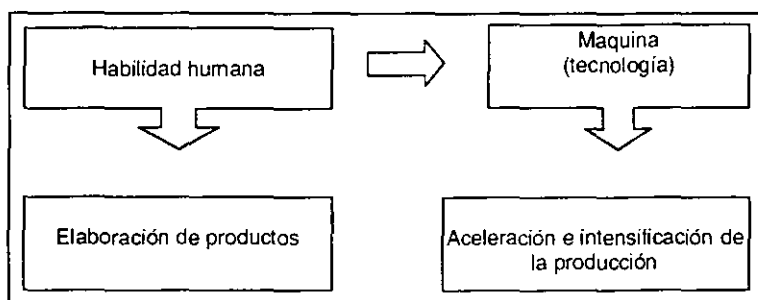 Habilidad humana
Maquina
(tecnología)
Elaboración de productos
Aceleración e intensificación de
la producción